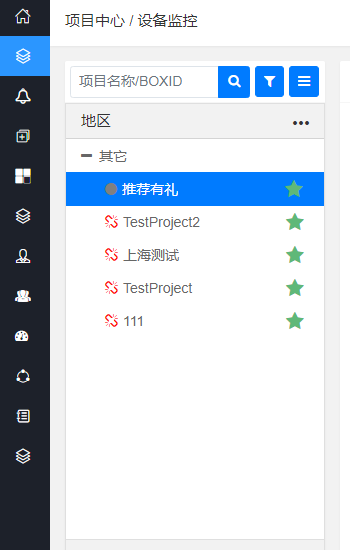 项目中心 / 设备监控
项目名称/BOXID
地区
其它
推荐有礼
TestProject2
上海测试
TestProject
111